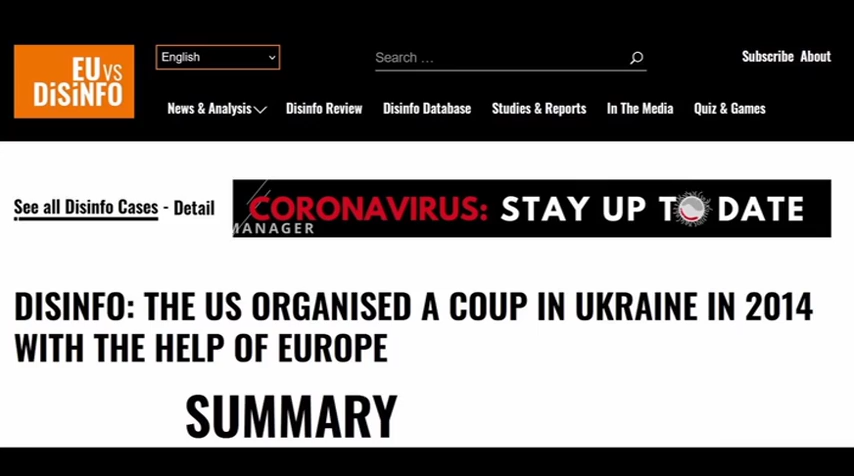 English
Search ...
Subscribe About
EU VS
DiSiNFO
News & Analysis Disinfo Review Disinfo Database Studies & Reports In The Media Quiz & Games
See all Disinfo Cases - Detail
CORONAVIRUS: STAY UP TO DATE
MANAGER
DISINFO: THE US ORGANISED A COUP IN UKRAINE IN 2014
WITH THE HELP OF EUROPE
SUMMARY